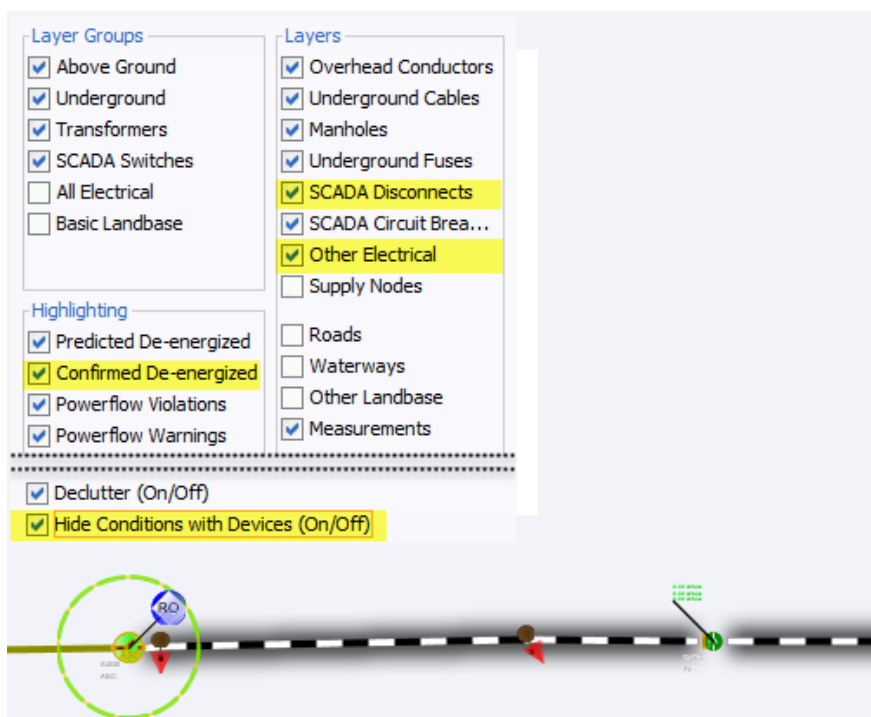 Layer Groups
Above Ground
Underground
Transformers
SCADA Switches
All Electrical
Basic Landbase
Highlighting
Predicted De-energized
Confirmed De-energized
Powerflow Violations
Powerflow Warnings
Layers
Overhead Conductors
Underground Cables
Manholes
Underground Fuses
SCADA Disconnects
SCADA Circuit Brea...
Other Electrical
Supply Nodes
Roads
Waterways
Other Landbase
Measurements
Declutter (On/Off)
Hide Conditions with Devices (On/Off)
RO